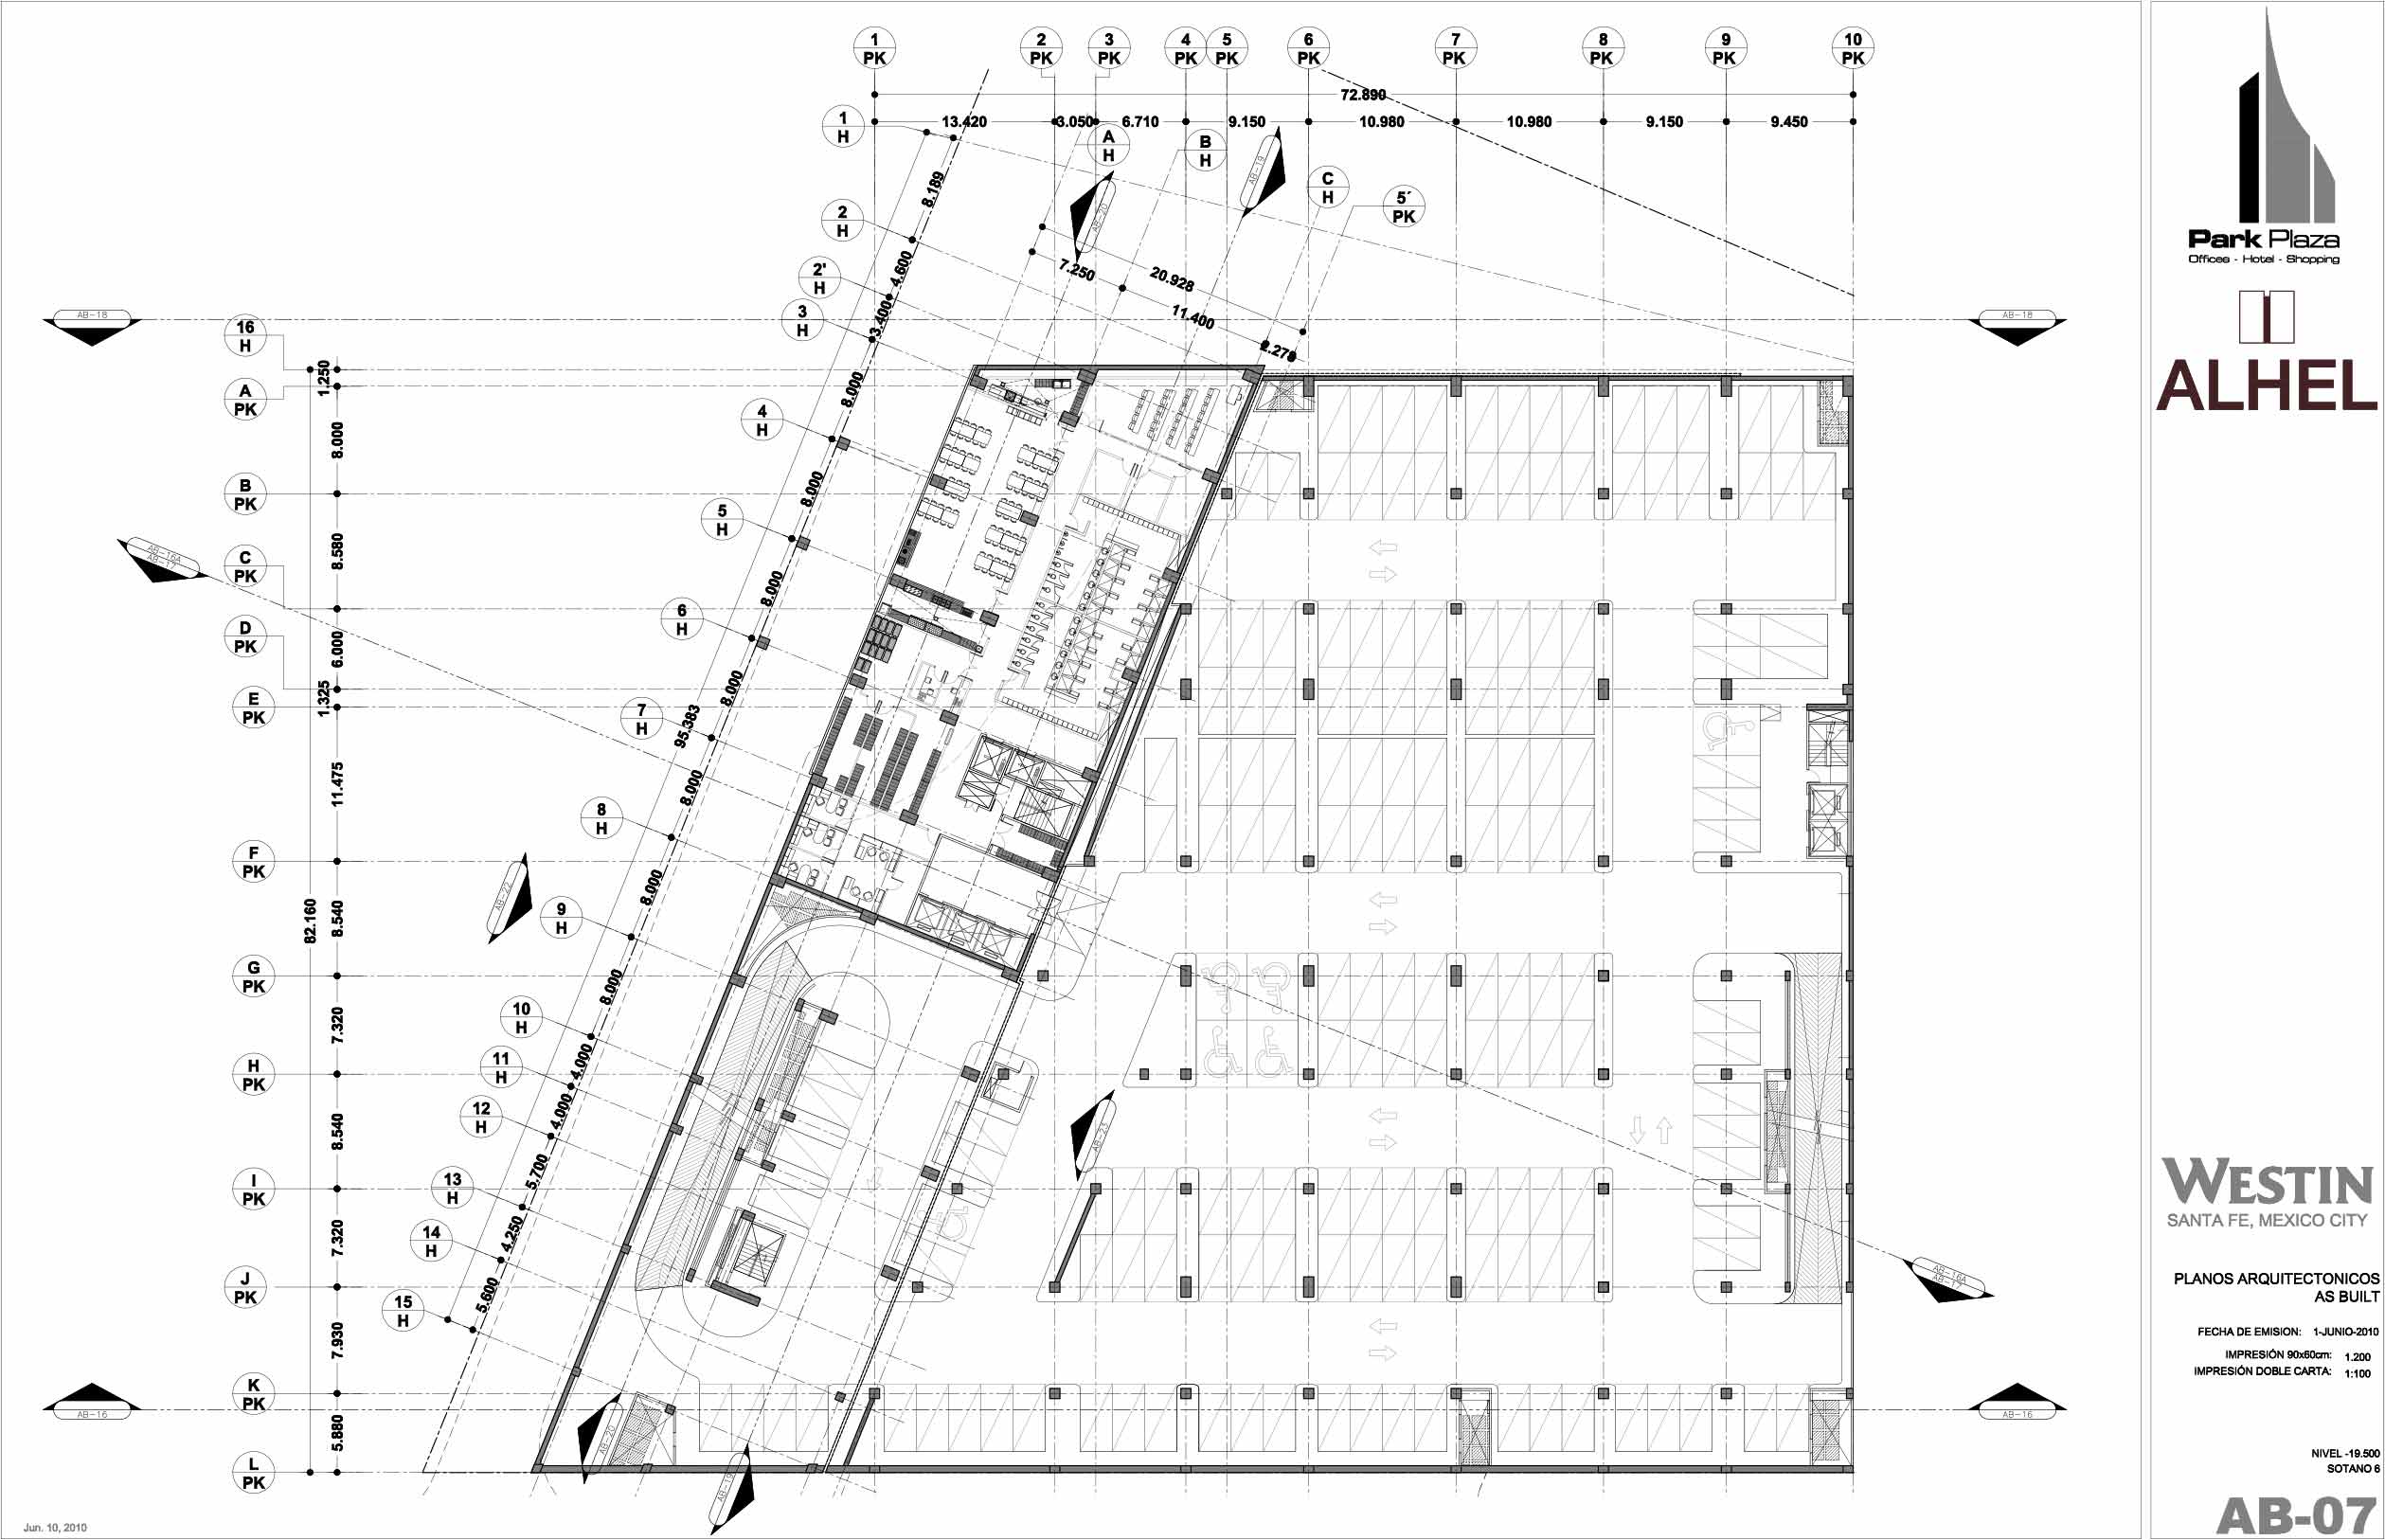 1
PK
2
PK
3
PK
4
PK
5
PK
6
PK
7
PK
8
PK
9
PK
10
PK
72.890
13.420
3.050
6.710
9.150
10.980
10.980
9.150
9.450
1
H
A
H
B
H
C
H
5´
PK
8.189
AB-20
AB-19
2
H
4.600
7.250
20.928
11.400
2.278
2'
H
3.400
3
H
AB-18
AB-18
16
H
1.250
A
PK
8.000
8.000
4
H
B
PK
8.000
5
H
8.580
AB-16A
AB-17
C
PK
8.000
6
H
D
PK
6.000
8.000
1.325
E
PK
7
H
95.383
11.475
8.000
8
H
F
PK
8.000
AB-22
82.160
8.540
9
H
G
PK
8.000
10
H
7.320
4.000
H
PK
11
H
4.000
12
H
8.540
AB-23
5.700
I
PK
13
H
4.250
7.320
14
H
J
PK
5.600
15
H
AB-16A
AB-17
7.930
K
PK
AB-16
AB-16
5.880
AB-20
AB-19
L
PK
Jun. 10, 2010
Park Plaza
Offices - Hotel - Shopping
ALHEL
WESTIN
SANTA FE, MEXICO CITY
PLANOS ARQUITECTONICOS
AS BUILT
FECHA DE EMISION: 1-JUNIO-2010
IMPRESIÓN 90x60cm: 1.200
IMPRESIÓN DOBLE CARTA: 1:100
NIVEL -19.500
SOTANO 6
AB-07